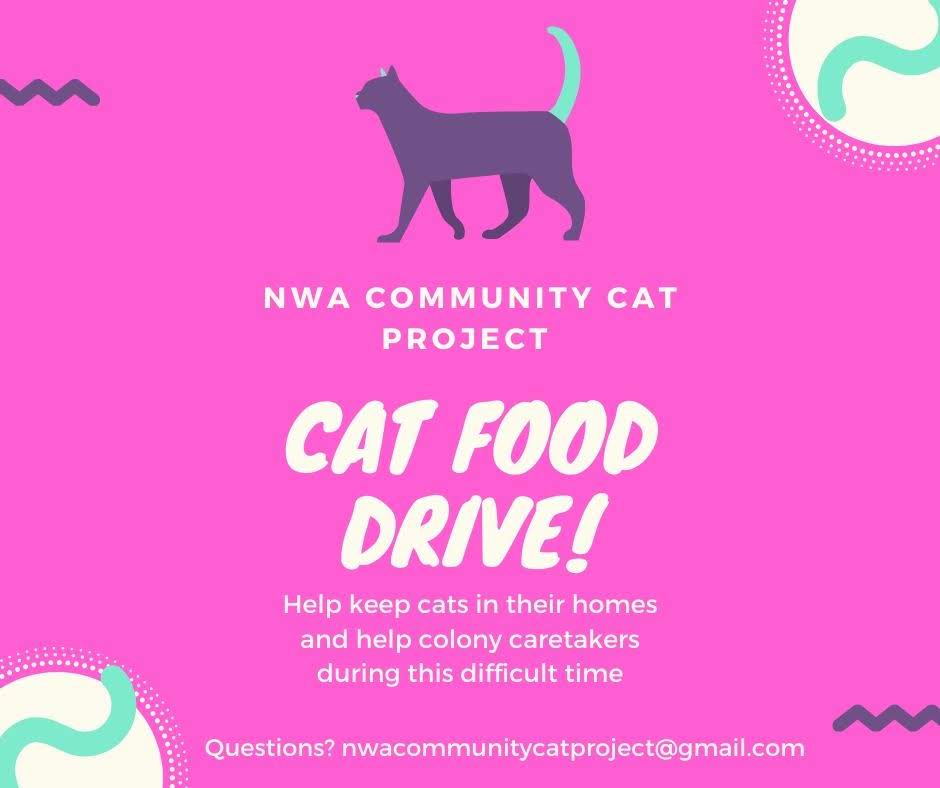 NWA COMMUNITY CAT
PROJECT
CAT FOOD
DRIVE!
Help keep cats in their homes
and help colony caretakers
during this difficult time
Questions? nwacommunitycatproject@gmail.com